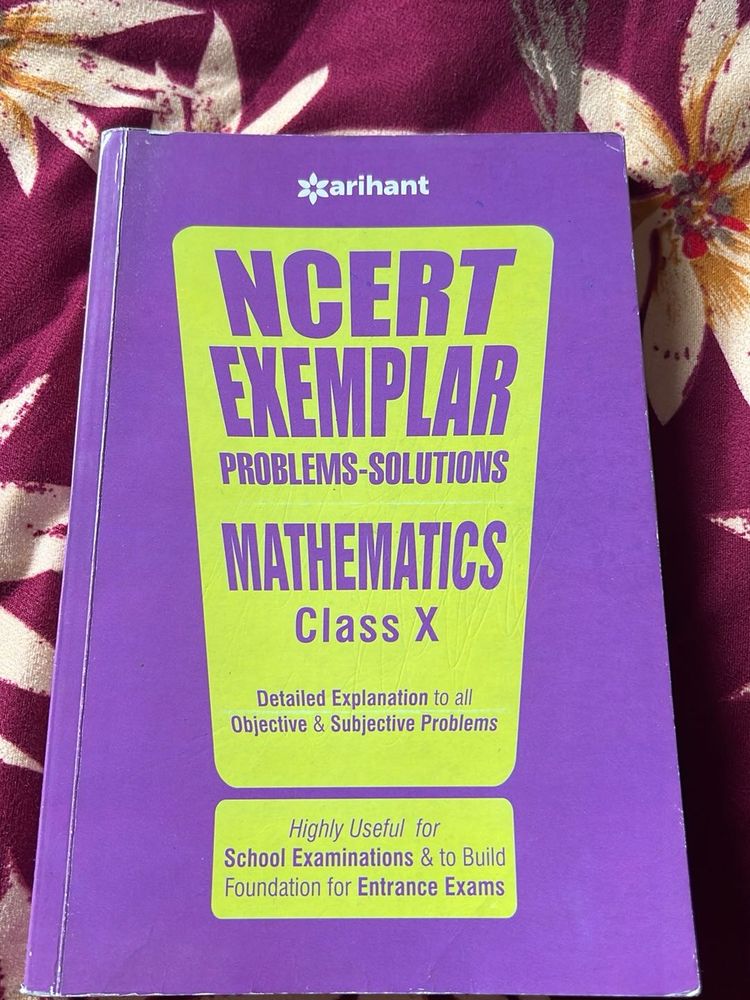 arihant
NCERT
EXEMPLAR
PROBLEMS-SOLUTIONS
MATHEMATICS
Class X
Detailed Explanation to all
Objective & Subjective Problems
Highly Useful for
School Examinations & to Build
Foundation for Entrance Exams